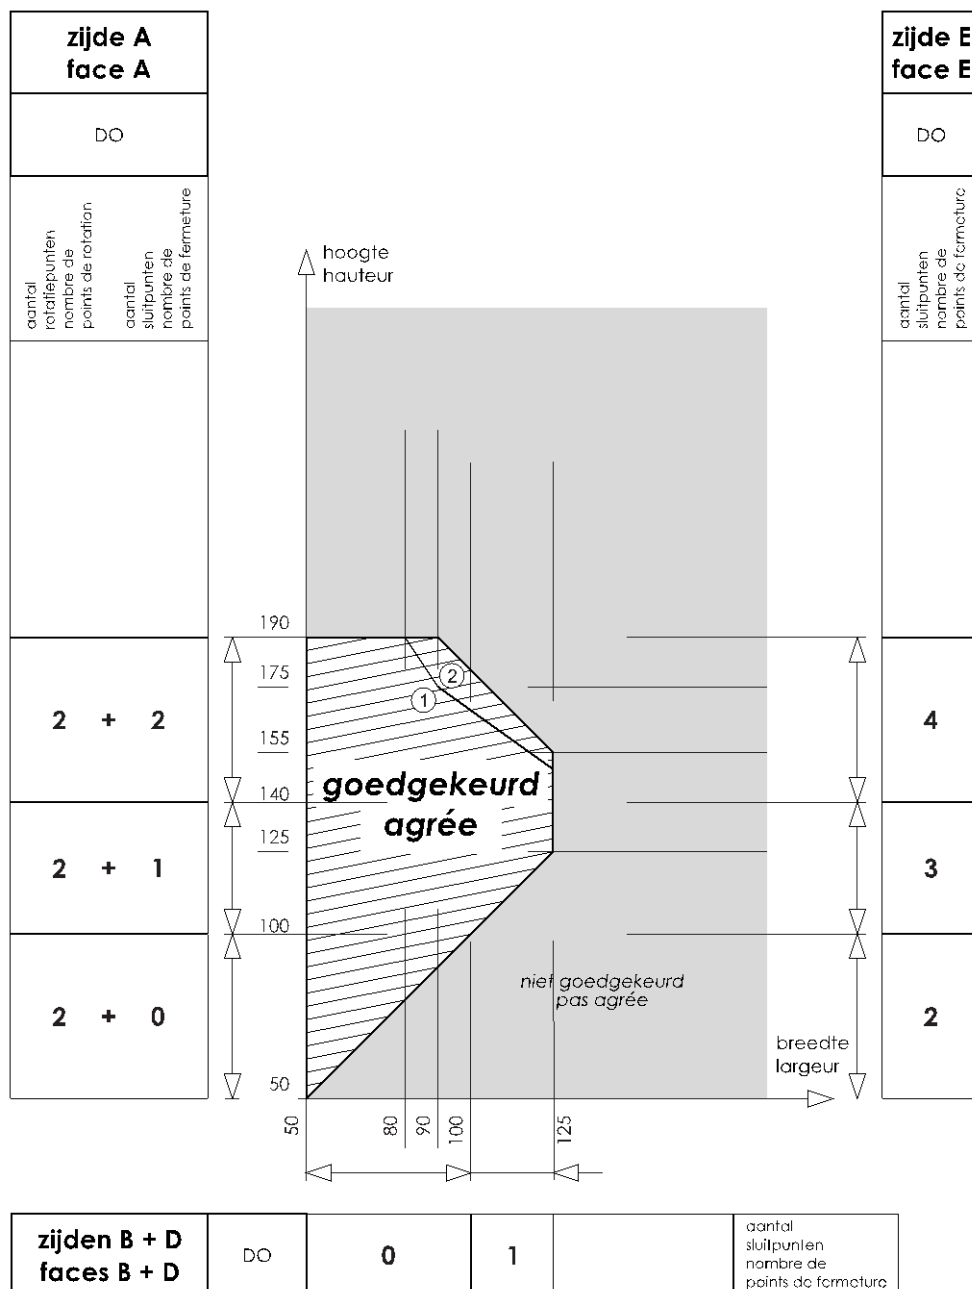 zijde A
face A
DO
aantal
rotatiepunten
nombre de
points de rotation
aantal
sluitpunten
nombre de
points de fermeture
zijde E
face E
DO
aantal
sluitpunten
nombre de
points de fermeture
hoogte
hauteur
190
175
155
140
125
100
50
2 + 2
2 + 1
2 + 0
4
3
2
1
2
goedgekeurd
agrée
niet goedgekeurd
pas agrée
breedte
largeur
50
80
90
100
125
zijden B + D
faces B + D
DO
0
1
aantal
sluitpunten
nombre de
points de fermeture